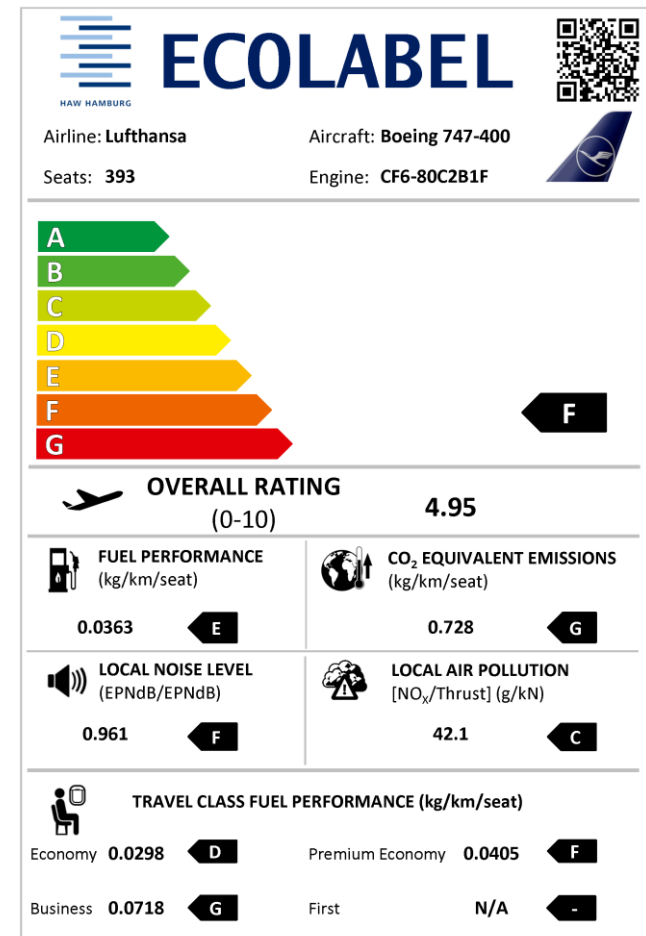 HAW HAMBURG
ECOLABEL
Airline: Lufthansa
Aircraft: Boeing 747-400
Seats: 393
Engine: CF6-80C2B1F
A
B
C
D
E
F
F
G
OVERALL RATING
(0-10)
4.95
FUEL PERFORMANCE
(kg/km/seat)
0.0363 E
CO₂ EQUIVALENT EMISSIONS
(kg/km/seat)
0.728 G
LOCAL NOISE LEVEL
(EPNdB/EPNdB)
0.961 F
LOCAL AIR POLLUTION
[NOₓ/Thrust] (g/kN)
42.1 C
TRAVEL CLASS FUEL PERFORMANCE (kg/km/seat)
Economy 0.0298 D
Premium Economy 0.0405 F
Business 0.0718 G
First N/A -